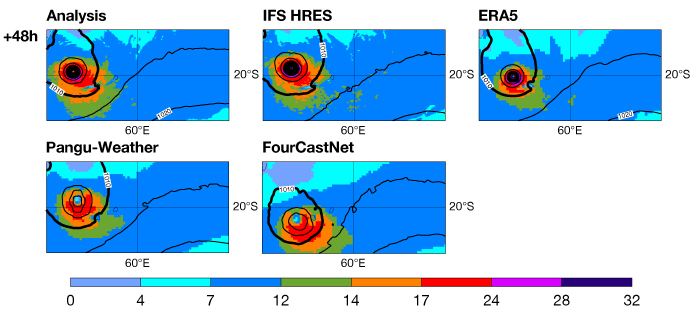 Analysis IFS HRES ERA5
+48h
1010 1010 1010
20°S 20°S
1020 1020
60°E 60°E 60°E
Pangu-Weather FourCastNet
1010 1010
20°S 20°S
60°E 60°E
0 4 7 12 14 17 24 28 32